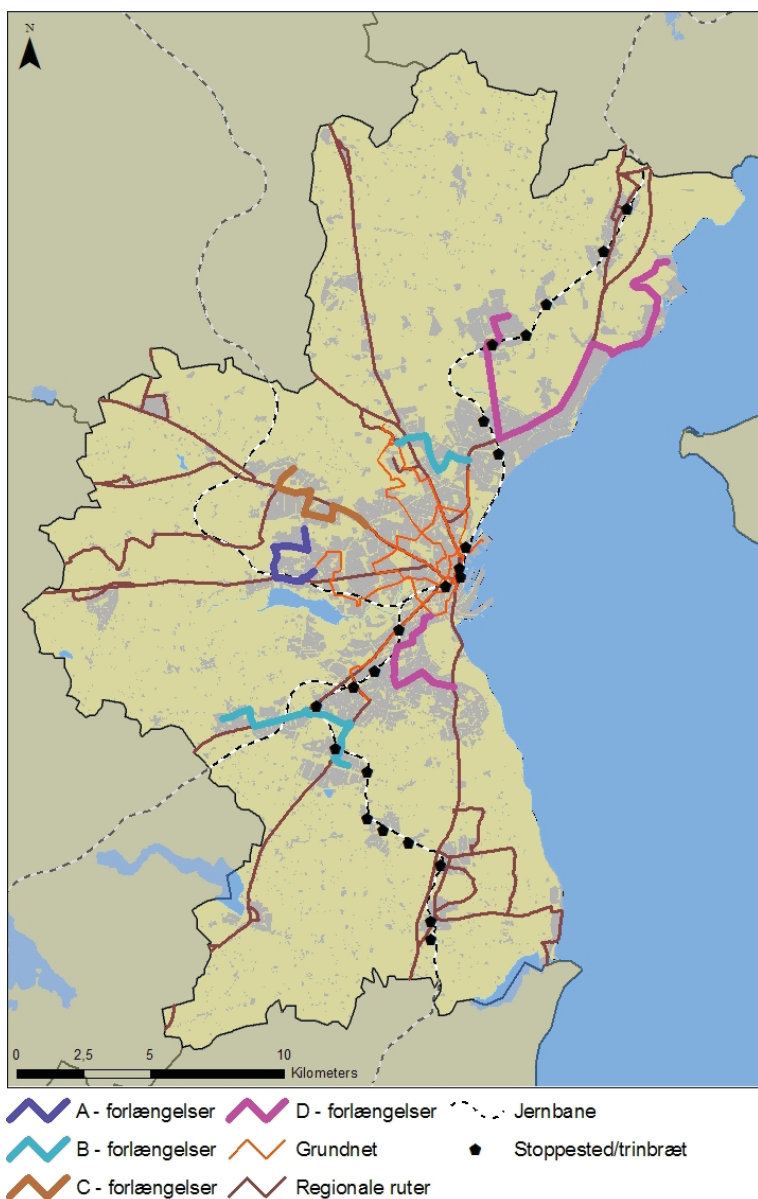 N
0 2,5 5 10
Kilometers
A - forlængelser D - forlængelser Jernbane
B - forlængelser Grundnet Stoppested/trinbræt
C - forlængelser Regionale ruter